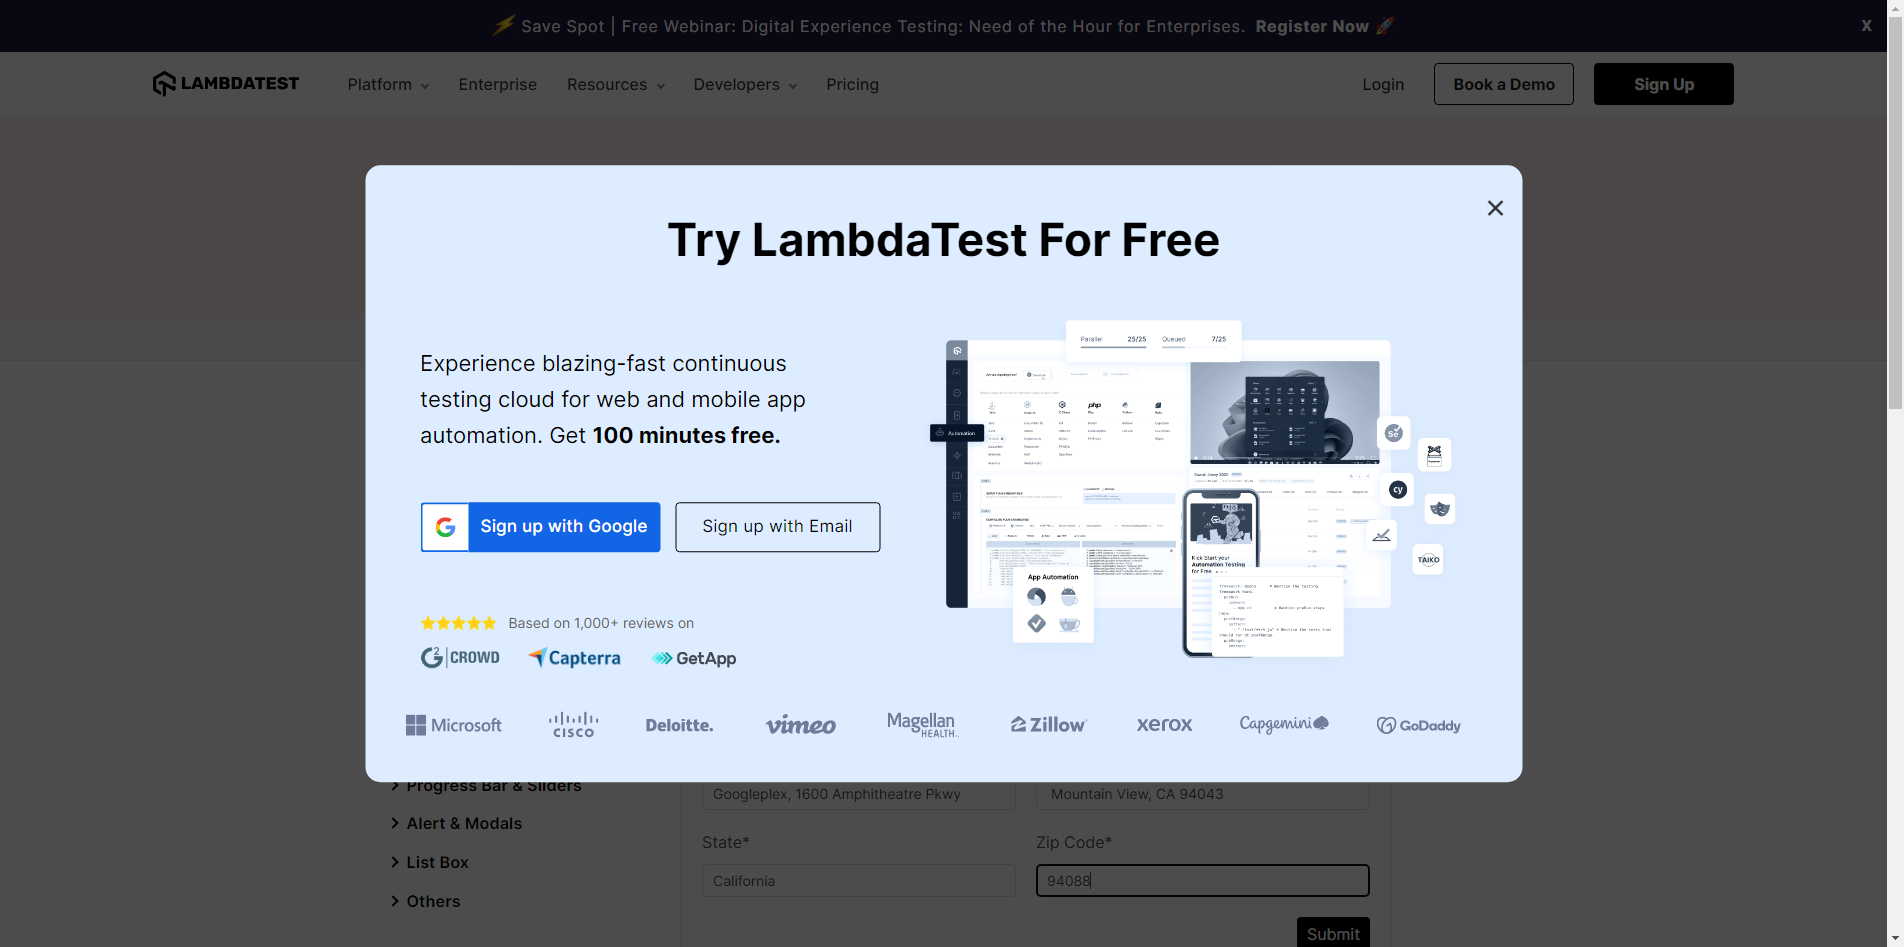 Save Spot | Free Webinar: Digital Experience Testing: Need of the Hour for Enterprises. Register Now
X
LAMBDATEST
Platform
Enterprise
Resources
Developers
Pricing
Login
Book a Demo
Sign Up
Try LambdaTest For Free
Experience blazing-fast continuous
testing cloud for web and mobile app
automation. Get 100 minutes free.
Sign up with Google
Sign up with Email
Based on 1,000+ reviews on
G2 | CROWD
Capterra
GetApp
Parallel 25/25 Queued 7/25
Automation
php
App Automation
Kick Start your
Automation Testing
for Free
Se
cy
TAIKO
Microsoft
CISCO
Deloitte.
vimeo
Magellan
HEALTH
Zillow
xerox
Capgemini
GoDaddy
Progress Bar & Sliders
Alert & Modals
List Box
Others
Googleplex, 1600 Amphitheatre Pkwy
Mountain View, CA 94043
State*
Zip Code*
California
94088
Submit